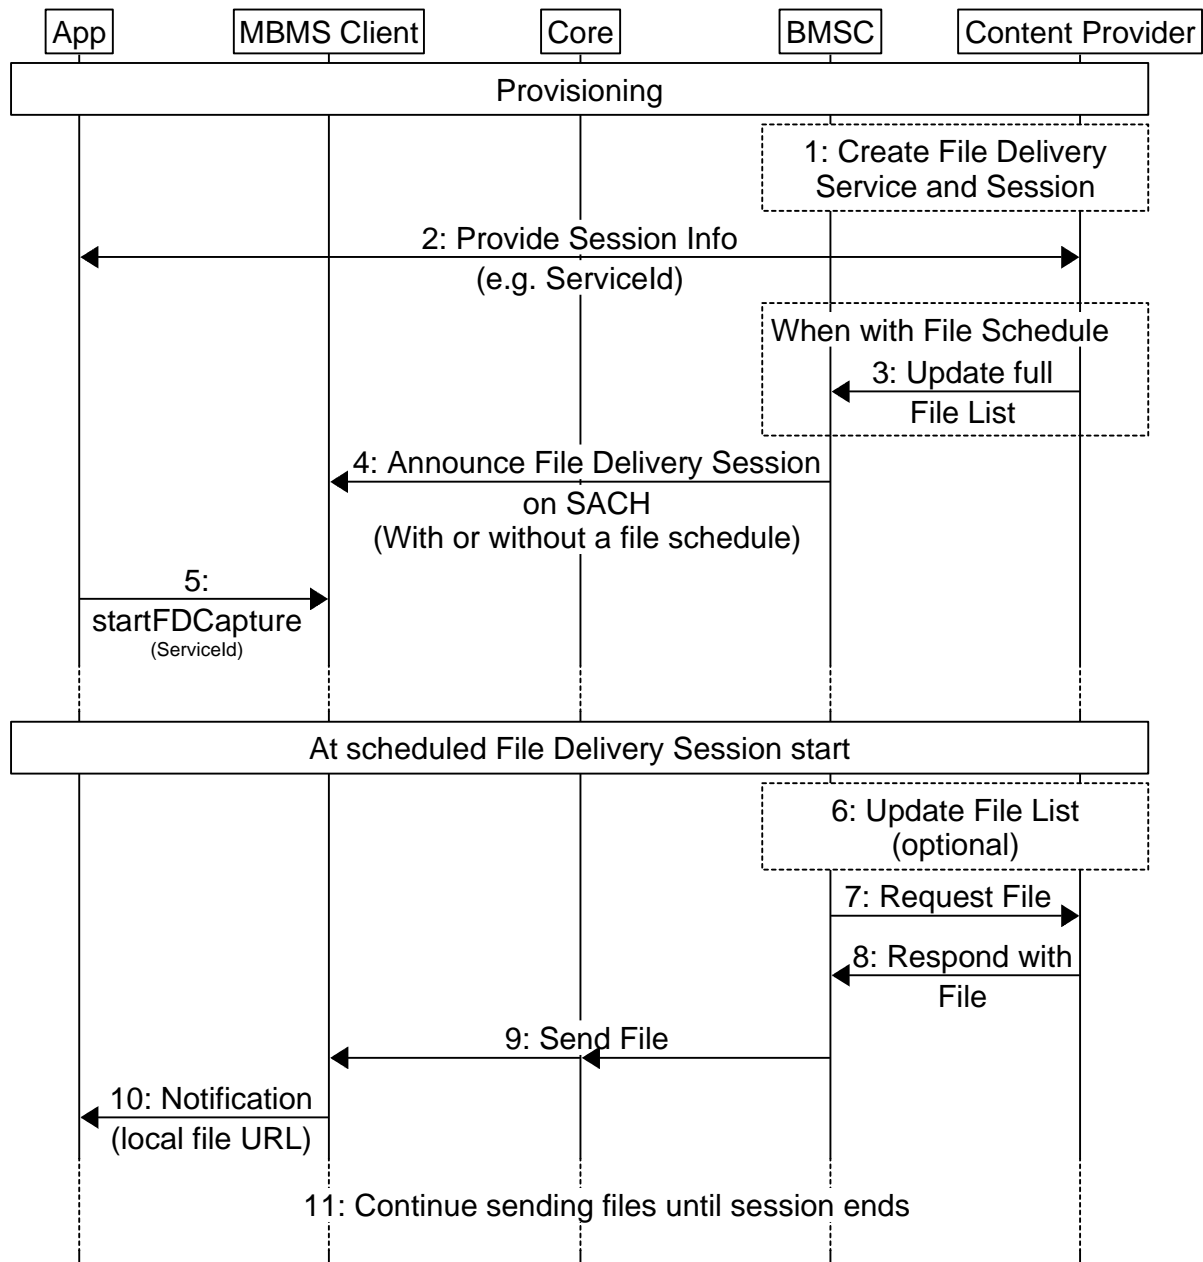 App
MBMS Client
Core
BMSC
Content Provider
Provisioning
1: Create File Delivery
Service and Session
2: Provide Session Info
(e.g. ServiceId)
When with File Schedule
3: Update full
File List
4: Announce File Delivery Session
on SACH
(With or without a file schedule)
5:
startFDCapture
(ServiceId)
At scheduled File Delivery Session start
6: Update File List
(optional)
7: Request File
8: Respond with
File
9: Send File
10: Notification
(local file URL)
11: Continue sending files until session ends